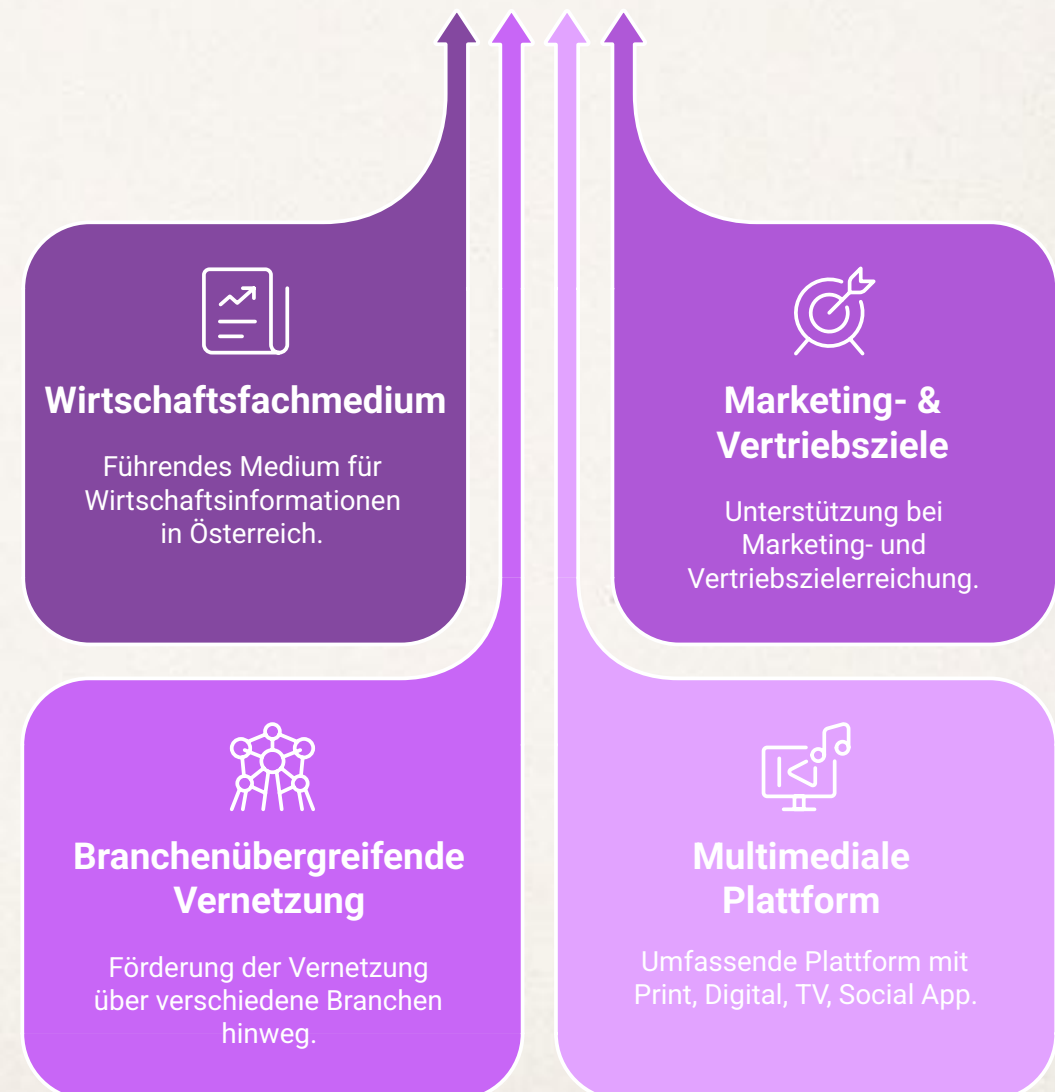 Wirtschaftsfachmedium
Führendes Medium für
Wirtschaftsinformationen
in Österreich.
Marketing- &
Vertriebsziele
Unterstützung bei
Marketing- und
Vertriebszielerreichung.
Branchenübergreifende
Vernetzung
Förderung der Vernetzung
über verschiedene Branchen
hinweg.
Multimediale
Plattform
Umfassende Plattform mit
Print, Digital, TV, Social App.